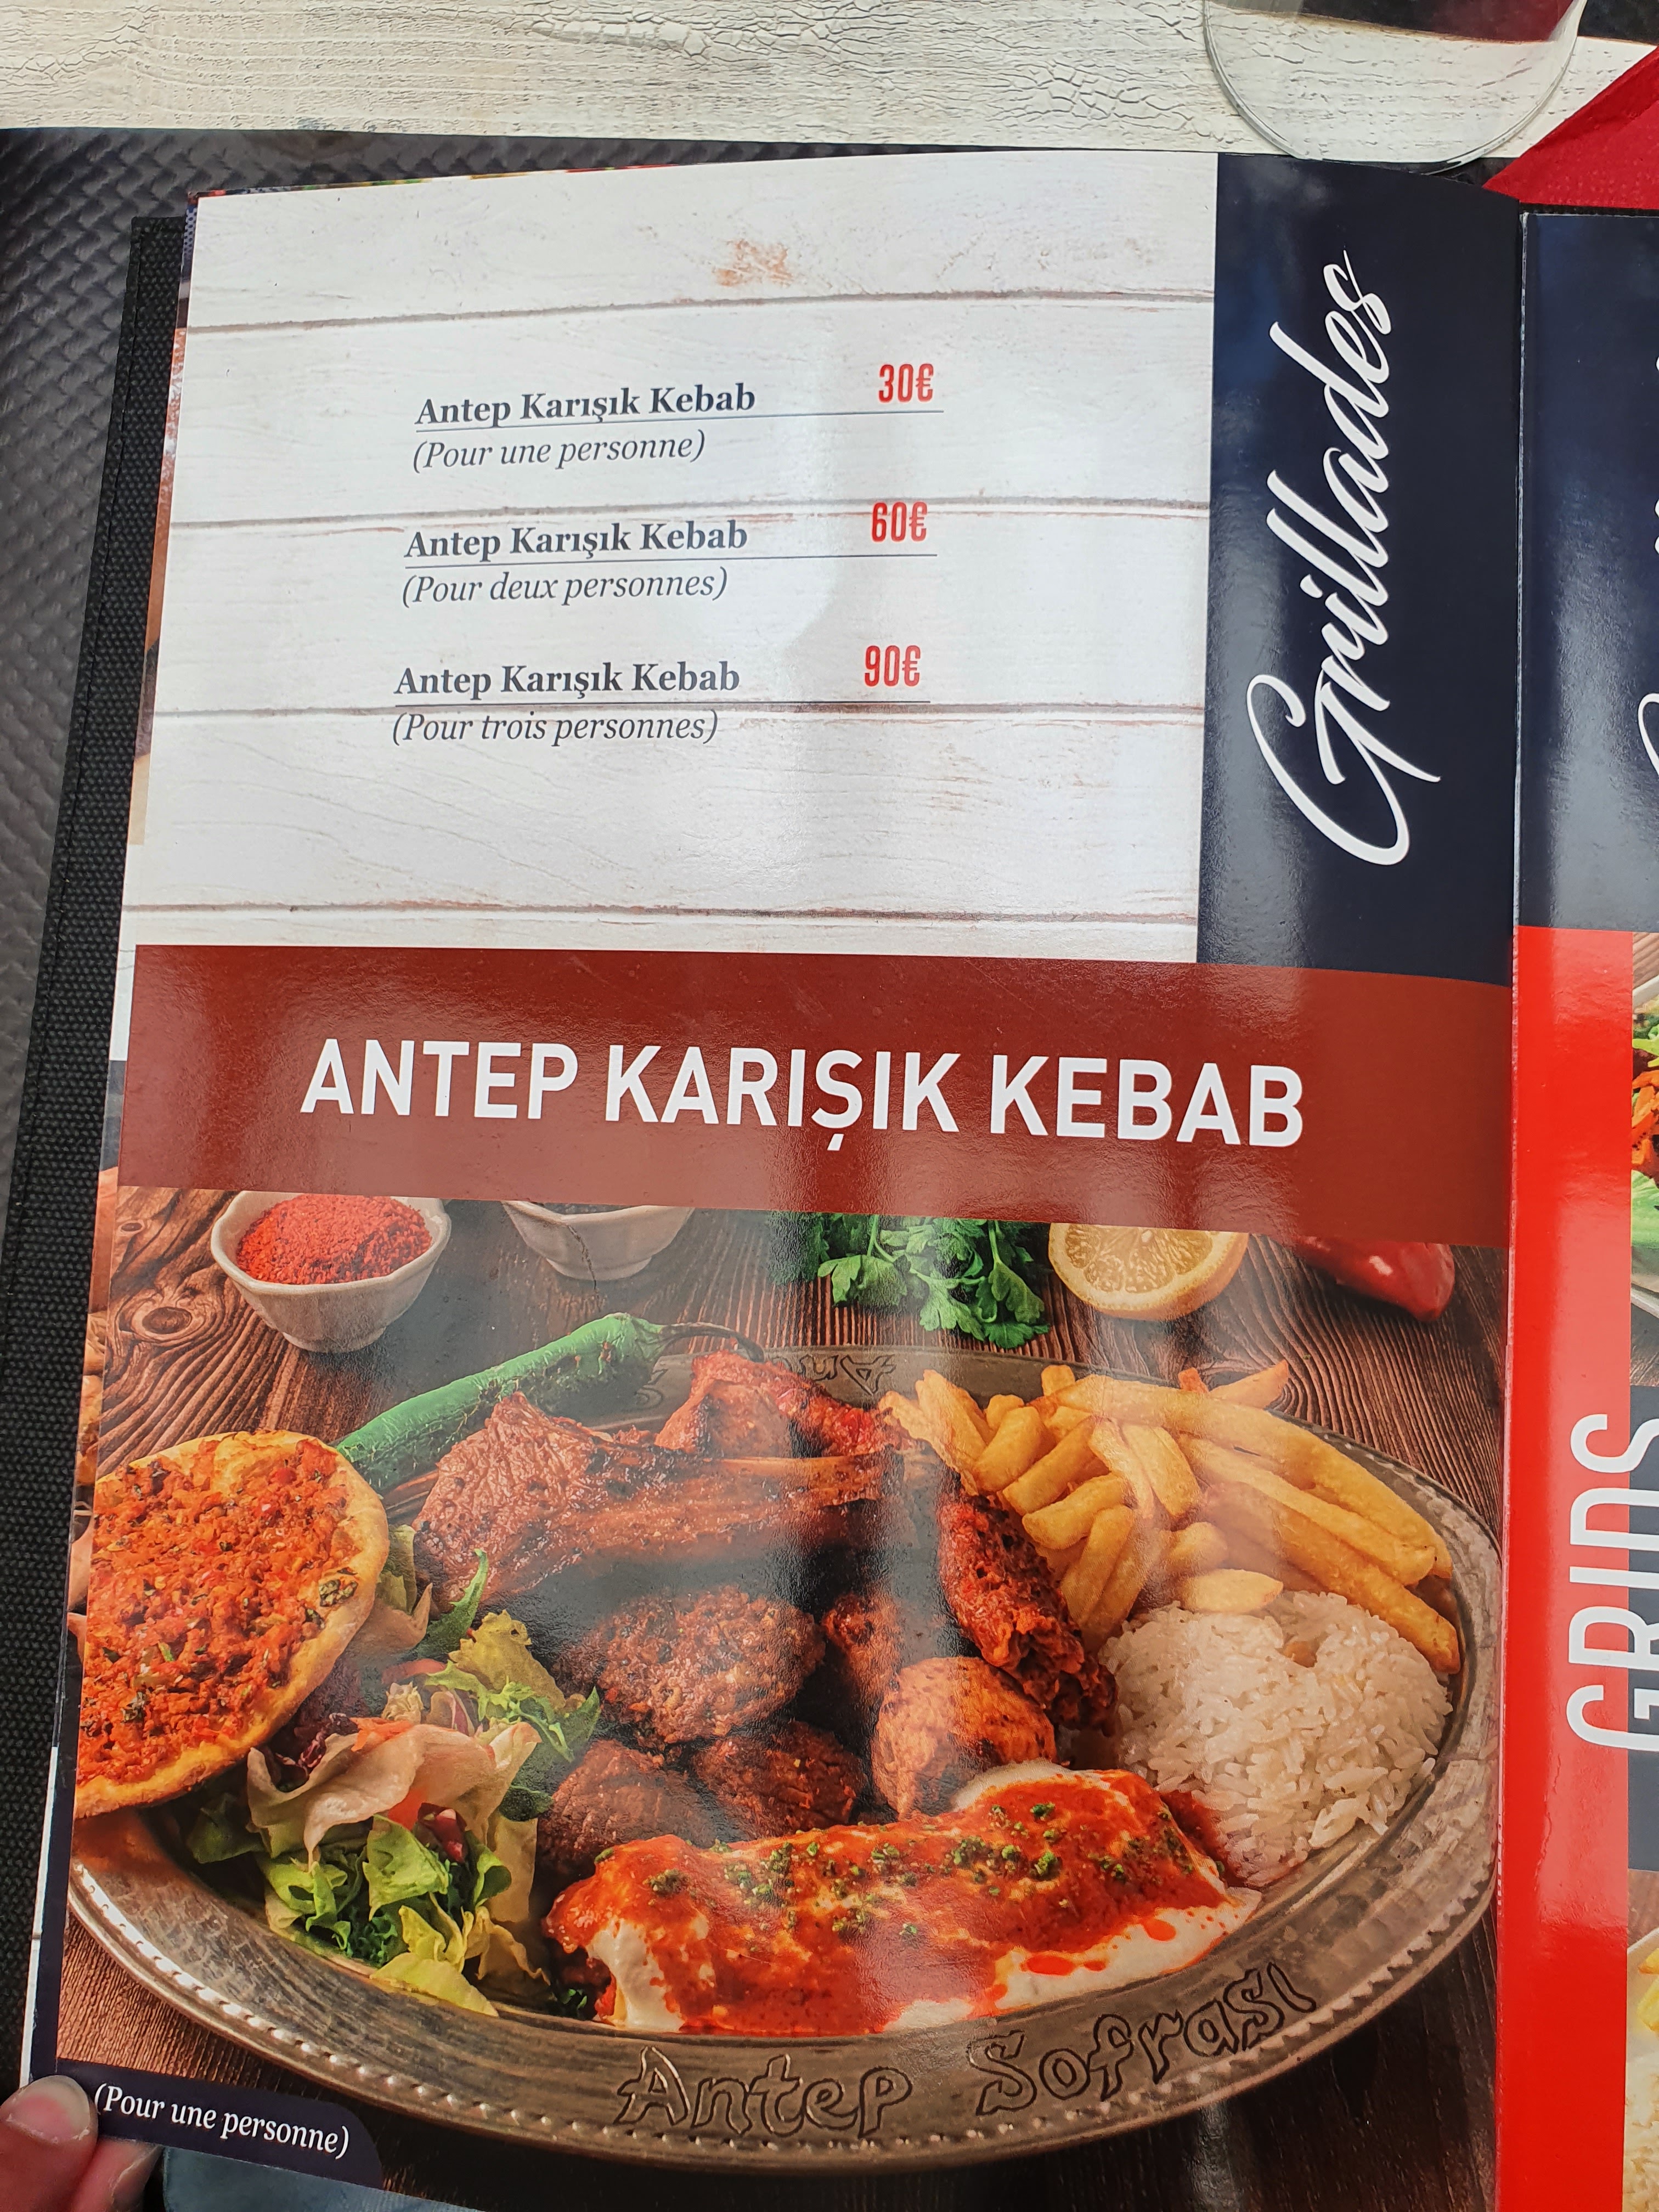 Antep Karışık Kebab 30€
(Pour une personne)
Antep Karışık Kebab 60€
(Pour deux personnes)
Antep Karışık Kebab 90€
(Pour trois personnes)
Grillades
ANTEP KARIŞIK KEBAB
Antep Sofrası
(Pour une personne)